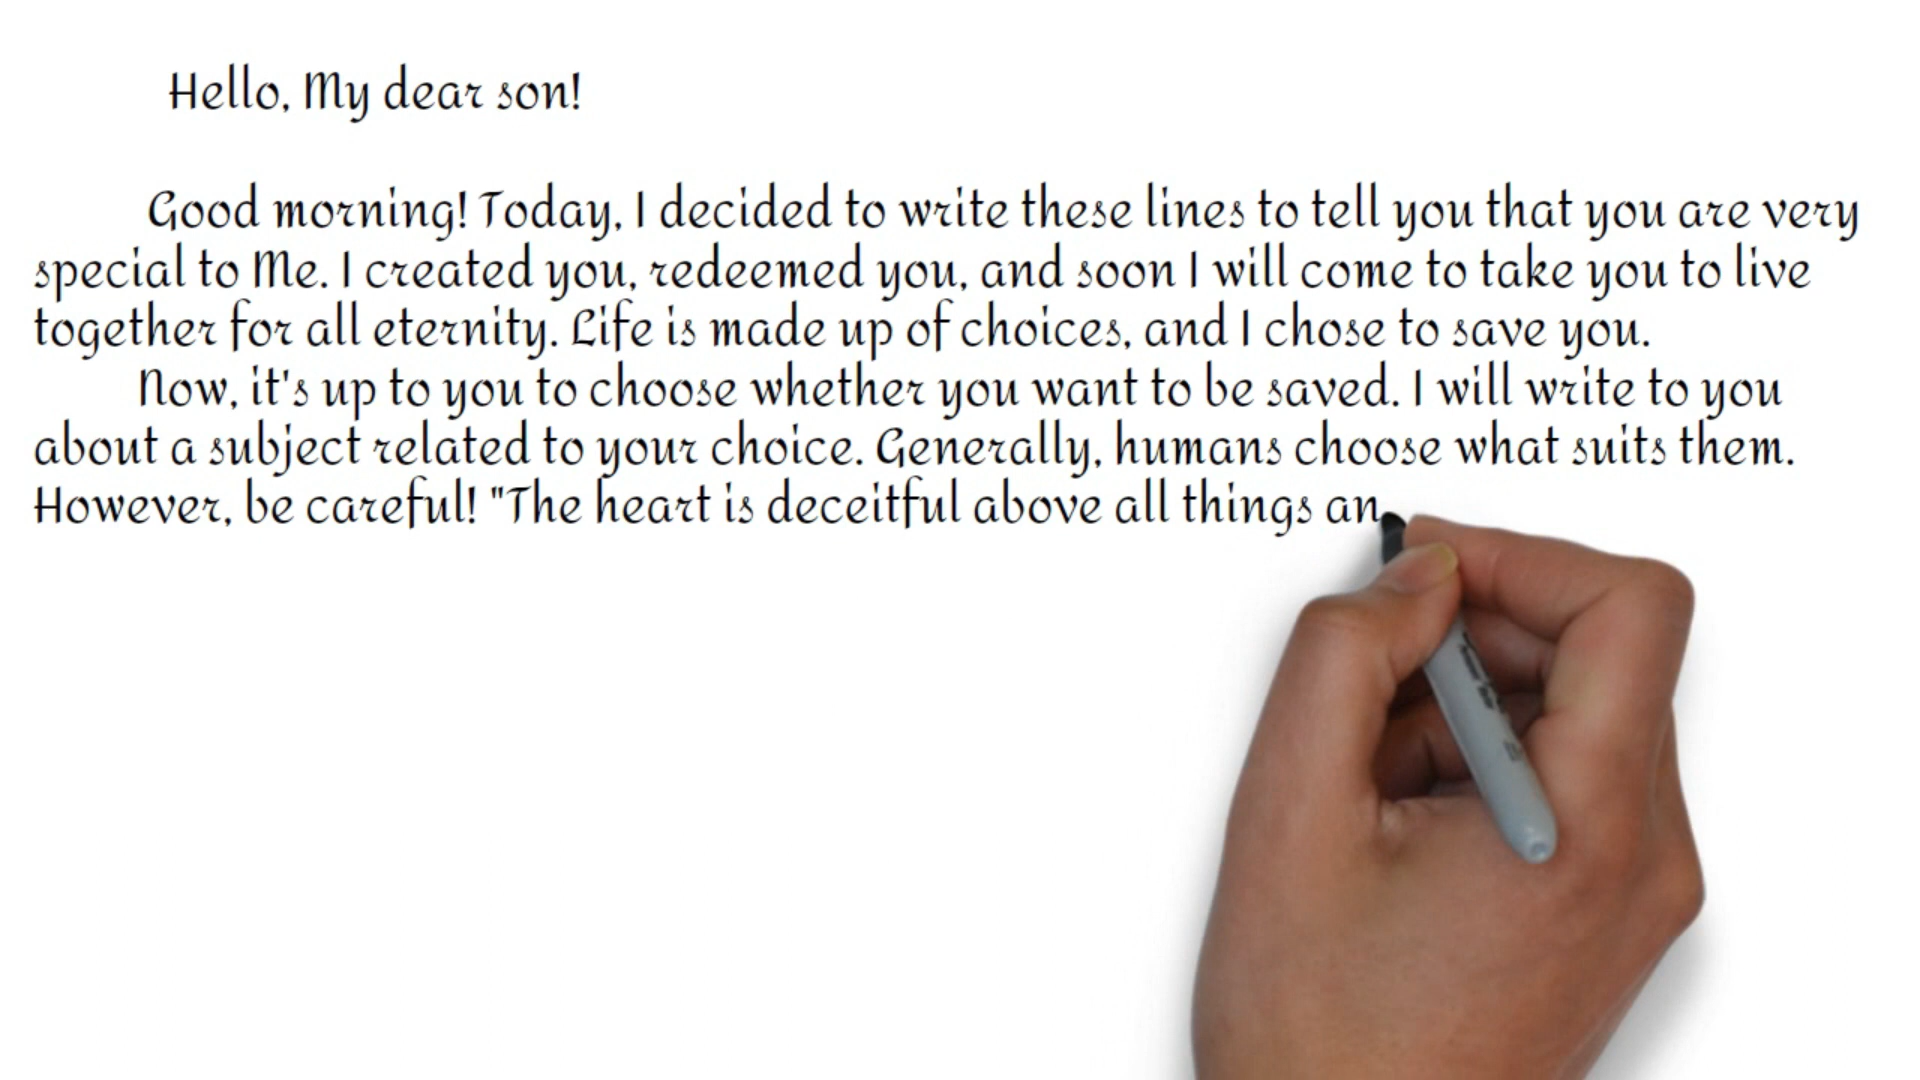 Hello, My dear son!
Good morning! Today, I decided to write these lines to tell you that you are very
special to Me. I created you, redeemed you, and soon I will come to take you to live
together for all eternity. Life is made up of choices, and I chose to save you.
Now, it's up to you to choose whether you want to be saved. I will write to you
about a subject related to your choice. Generally, humans choose what suits them.
However, be careful! "The heart is deceitful above all things an